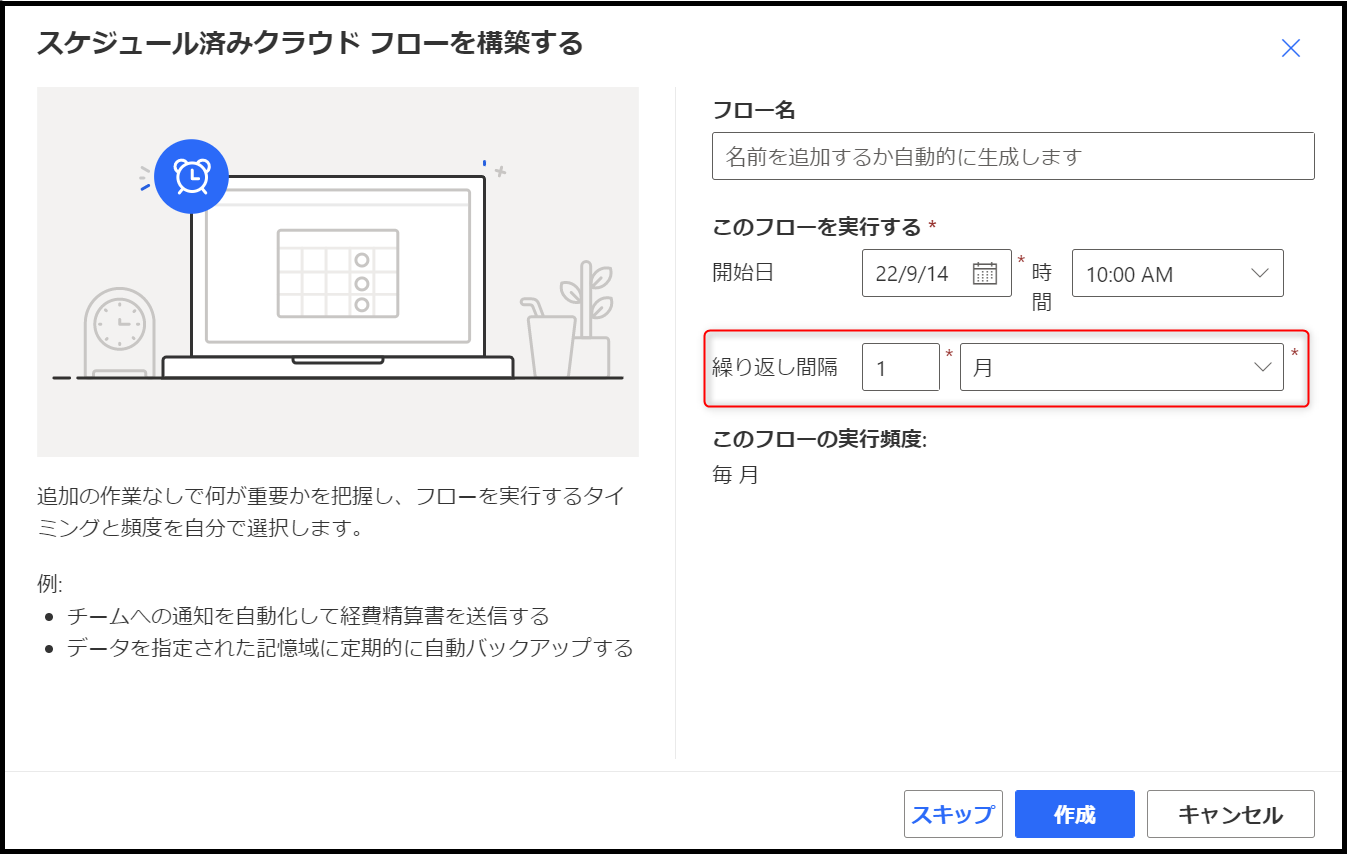 スケジュール済みクラウド フローを構築する
追加の作業なしで何が重要かを把握し、フローを実行するタイ
ミングと頻度を自分で選択します。
例:
• チームへの通知を自動化して経費精算書を送信する
• データを指定された記憶域に定期的に自動バックアップする
フロー名
名前を追加するか自動的に生成します
このフローを実行する *
開始日 22/9/14 * 時間 10:00 AM
繰り返し間隔 1 * 月 *
このフローの実行頻度:
毎 月
スキップ 作成 キャンセル